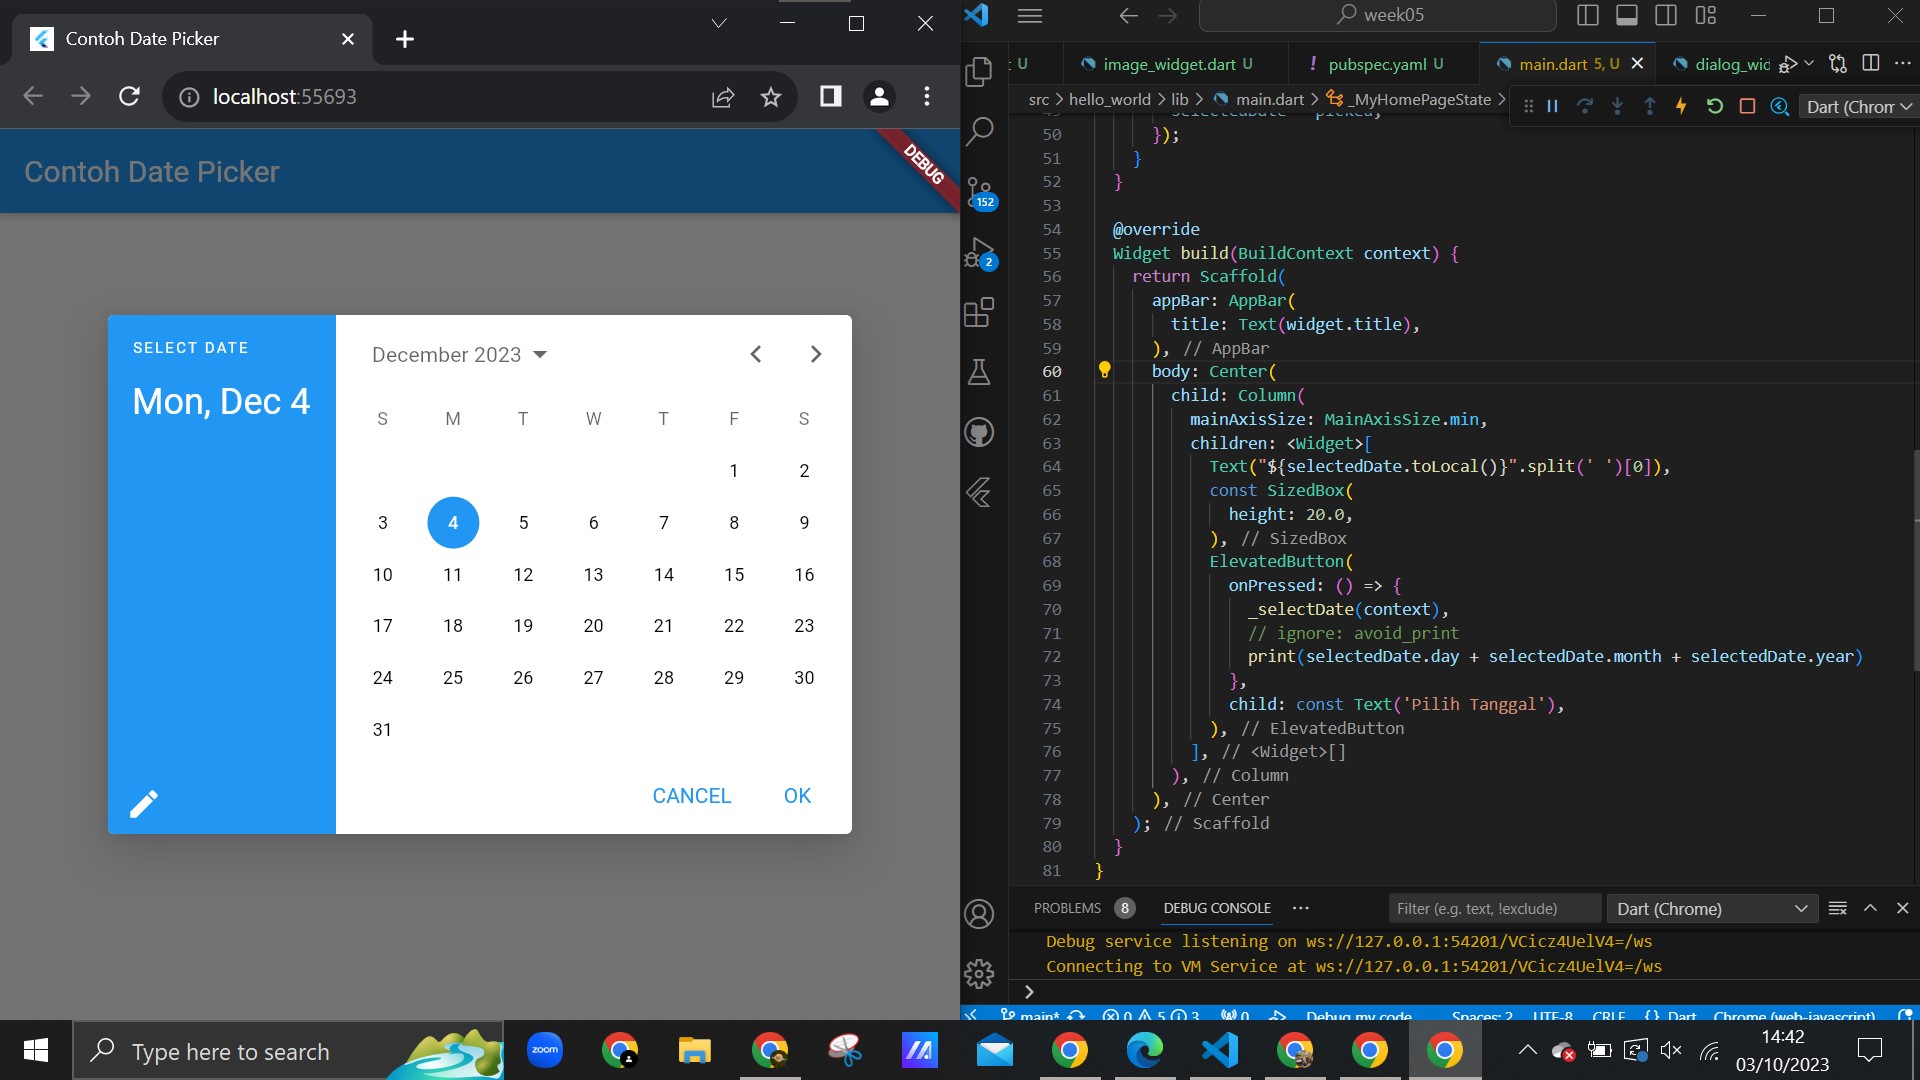 Contoh Date Picker
localhost:55693
Contoh Date Picker
DEBUG
SELECT DATE
Mon, Dec 4
December 2023
S M T W T F S
1 2
3 4 5 6 7 8 9
10 11 12 13 14 15 16
17 18 19 20 21 22 23
24 25 26 27 28 29 30
31
CANCEL OK
week05
U image_widget.dart U ! pubspec.yaml U main.dart 5, U dialog_wid
src > hello_world > lib > main.dart > _MyHomePageState >
Dart (Chrom
152
2
50 });
51 }
52 }
53
54 @override
55 Widget build(BuildContext context) {
56 return Scaffold(
57 appBar: AppBar(
58 title: Text(widget.title),
59 ), // AppBar
60 body: Center(
61 child: Column(
62 mainAxisSize: MainAxisSize.min,
63 children: <Widget>[
64 Text("${selectedDate.toLocal()}".split(' ')[0]),
65 const SizedBox(
66 height: 20.0,
67 ), // SizedBox
68 ElevatedButton(
69 onPressed: () => {
70 _selectDate(context),
71 // ignore: avoid_print
72 print(selectedDate.day + selectedDate.month + selectedDate.year)
73 },
74 child: const Text('Pilih Tanggal'),
75 ), // ElevatedButton
76 ], // <Widget>[]
77 ), // Column
78 ), // Center
79 ); // Scaffold
80 }
81 }
PROBLEMS 8 DEBUG CONSOLE ··· Filter (e.g. text, !exclude) Dart (Chrome)
Debug service listening on ws://127.0.0.1:54201/VCicz4UelV4=/ws
Connecting to VM Service at ws://127.0.0.1:54201/VCicz4UelV4=/ws
>
main* 0 5 3 0 Debug my code Spaces: 2 UTF-8 CRLF {} Dart Chrome (web-javascript)
Type here to search
zoom
14:42
03/10/2023